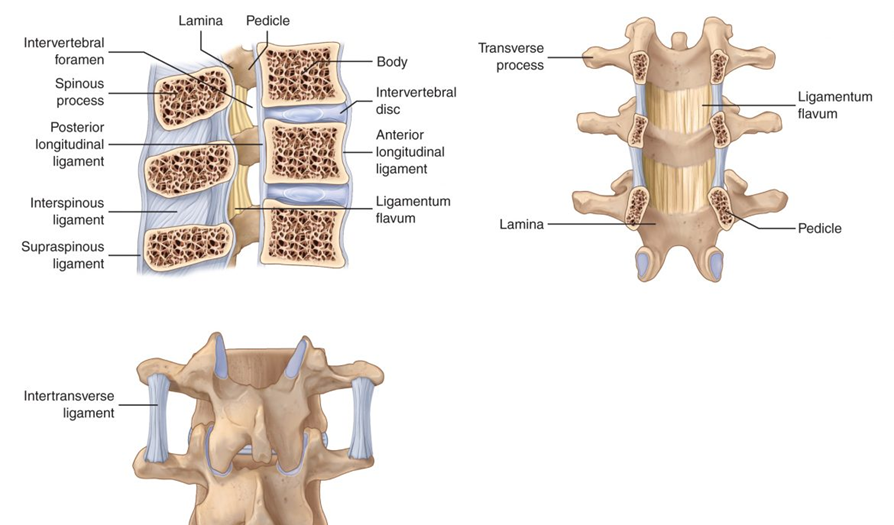 Lamina
Pedicle
Intervertebral
foramen
Spinous
process
Posterior
longitudinal
ligament
Interspinous
ligament
Supraspinous
ligament
Body
Intervertebral
disc
Anterior
longitudinal
ligament
Ligamentum
flavum
Transverse
process
Lamina
Ligamentum
flavum
Pedicle
Intertransverse
ligament